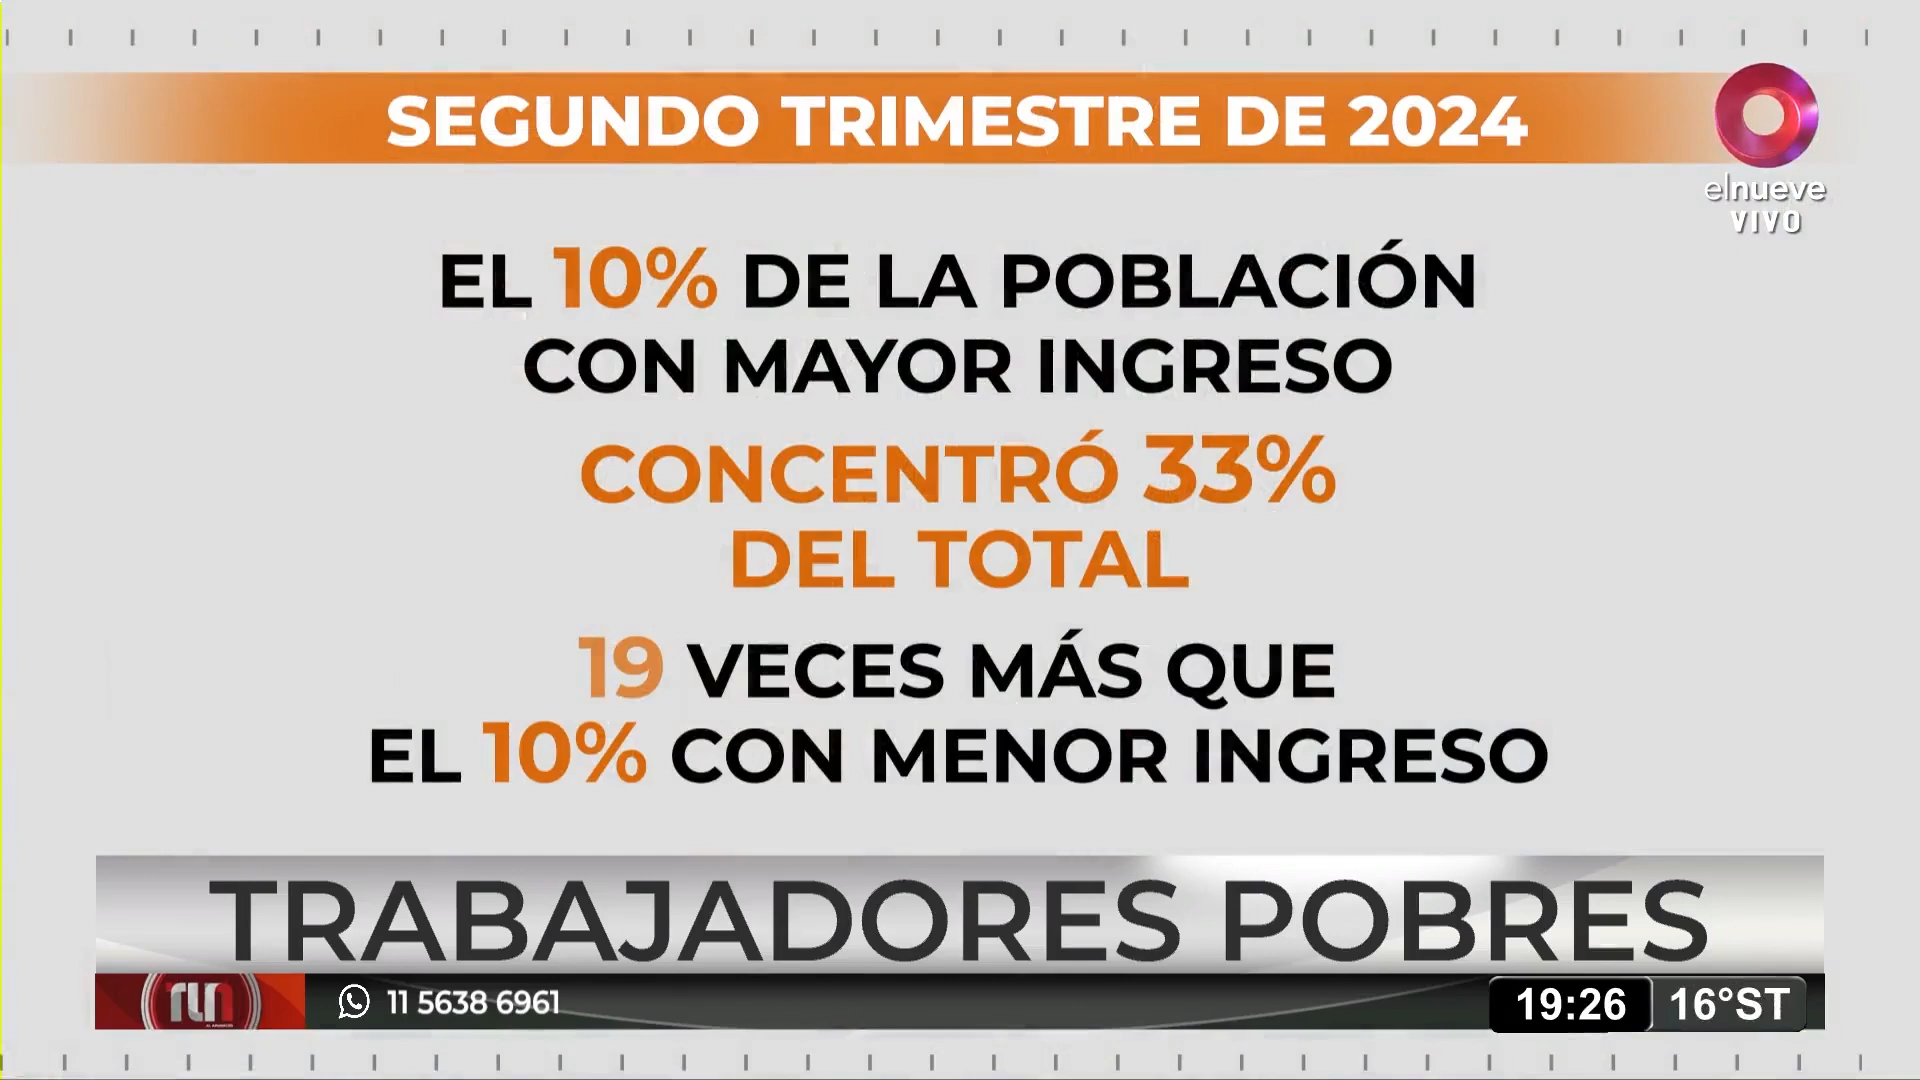 SEGUNDO TRIMESTRE DE 2024
elnueve
VIVO
EL 10% DE LA POBLACIÓN
CON MAYOR INGRESO
CONCENTRÓ 33%
DEL TOTAL
19 VECES MÁS QUE
EL 10% CON MENOR INGRESO
TRABAJADORES POBRES
TLN
11 5638 6961
19:26
16°ST